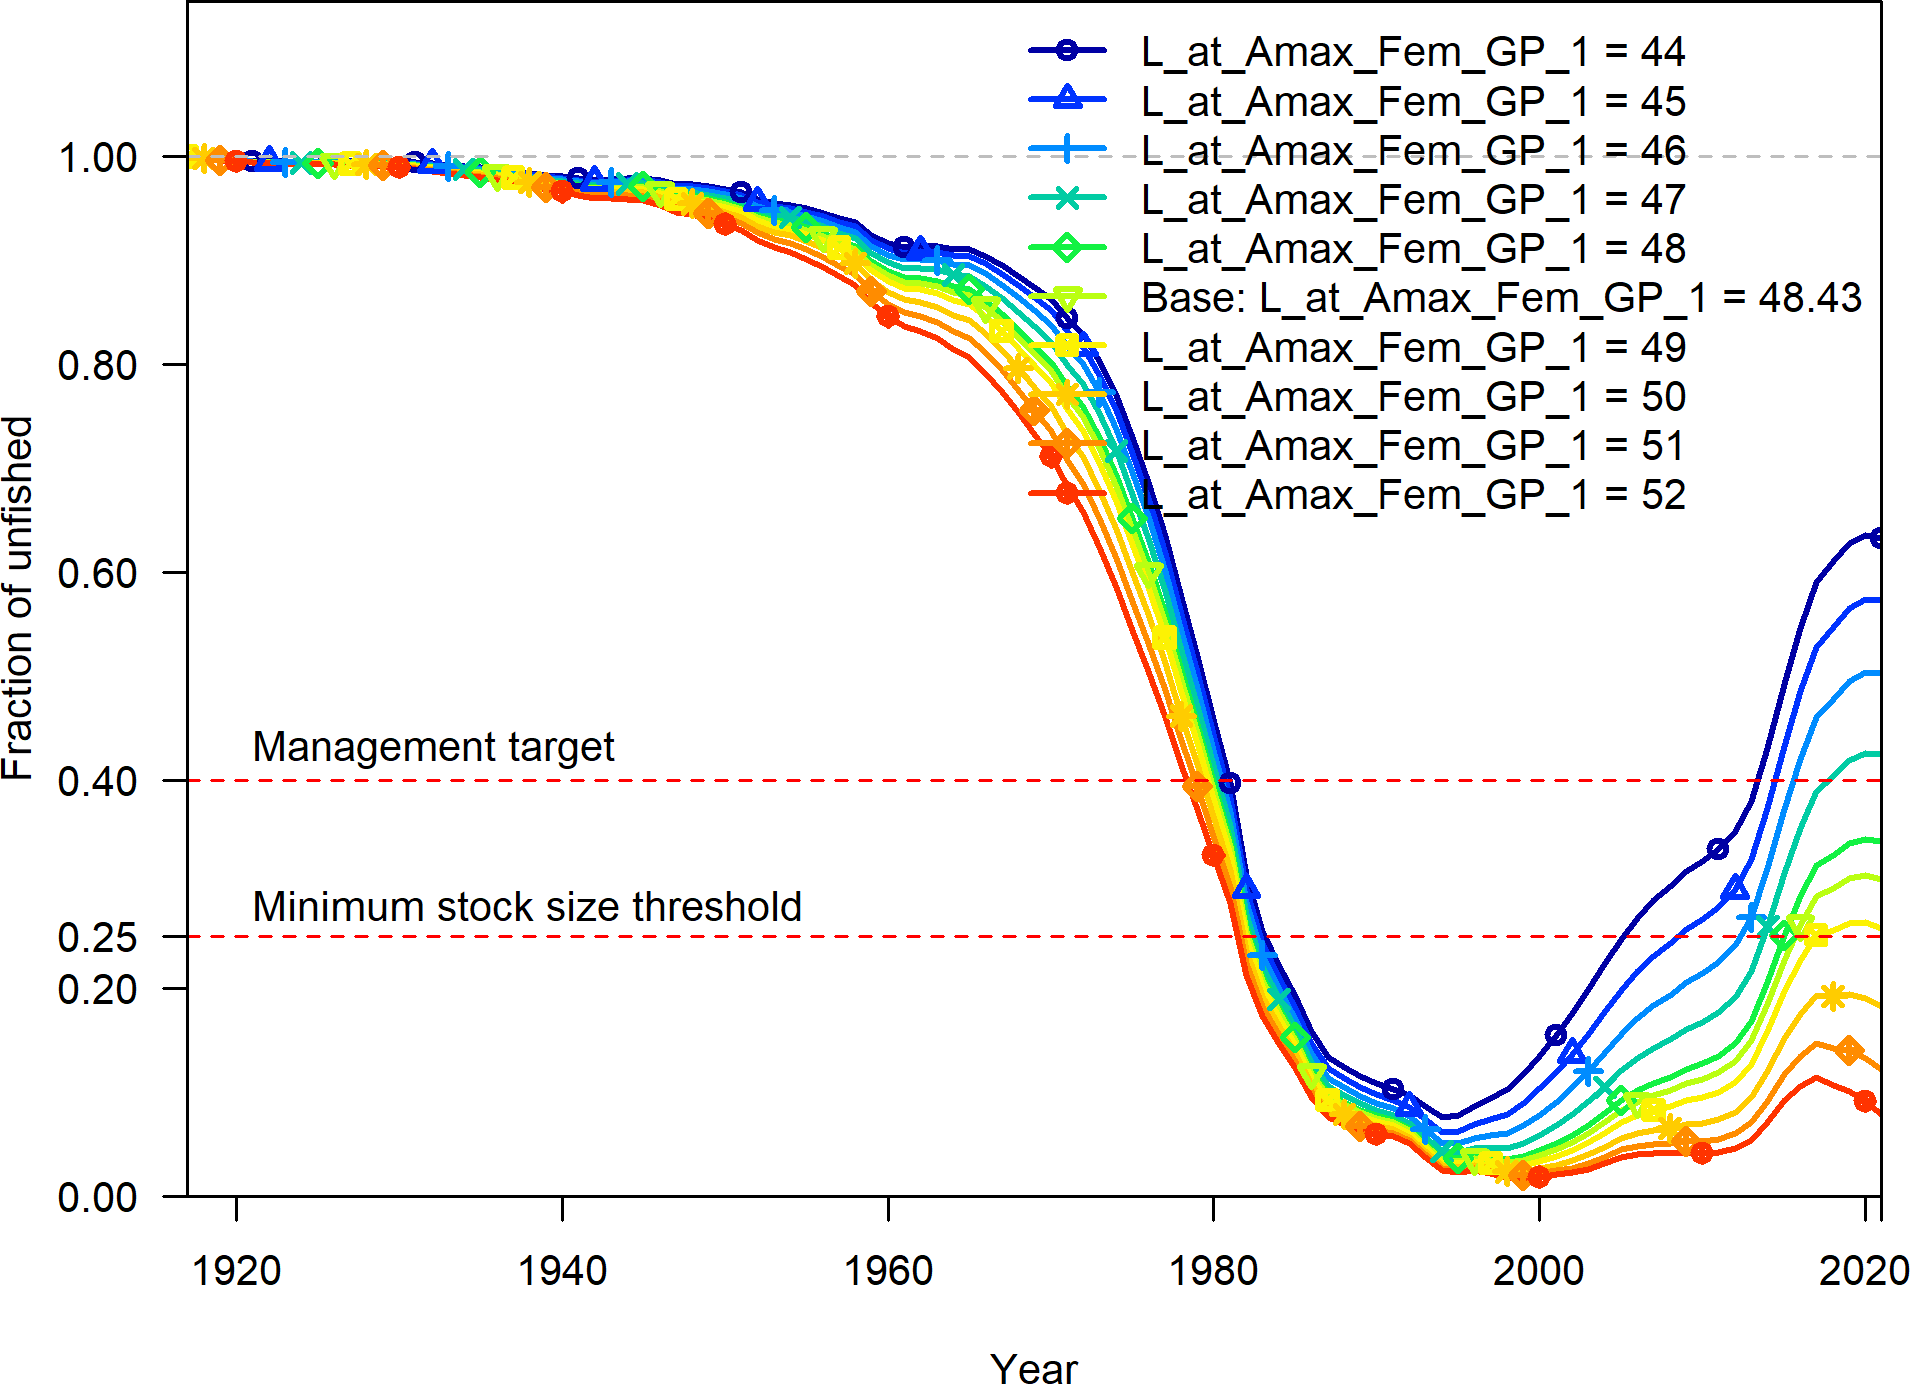 L_at_Amax_Fem_GP_1 = 44
L_at_Amax_Fem_GP_1 = 45
L_at_Amax_Fem_GP_1 = 46
L_at_Amax_Fem_GP_1 = 47
L_at_Amax_Fem_GP_1 = 48
Base: L_at_Amax_Fem_GP_1 = 48.43
L_at_Amax_Fem_GP_1 = 49
L_at_Amax_Fem_GP_1 = 50
L_at_Amax_Fem_GP_1 = 51
L_at_Amax_Fem_GP_1 = 52
Fraction of unfished
1.00
0.80
0.60
0.40
0.25
0.20
0.00
Management target
Minimum stock size threshold
1920 1940 1960 1980 2000 2020
Year